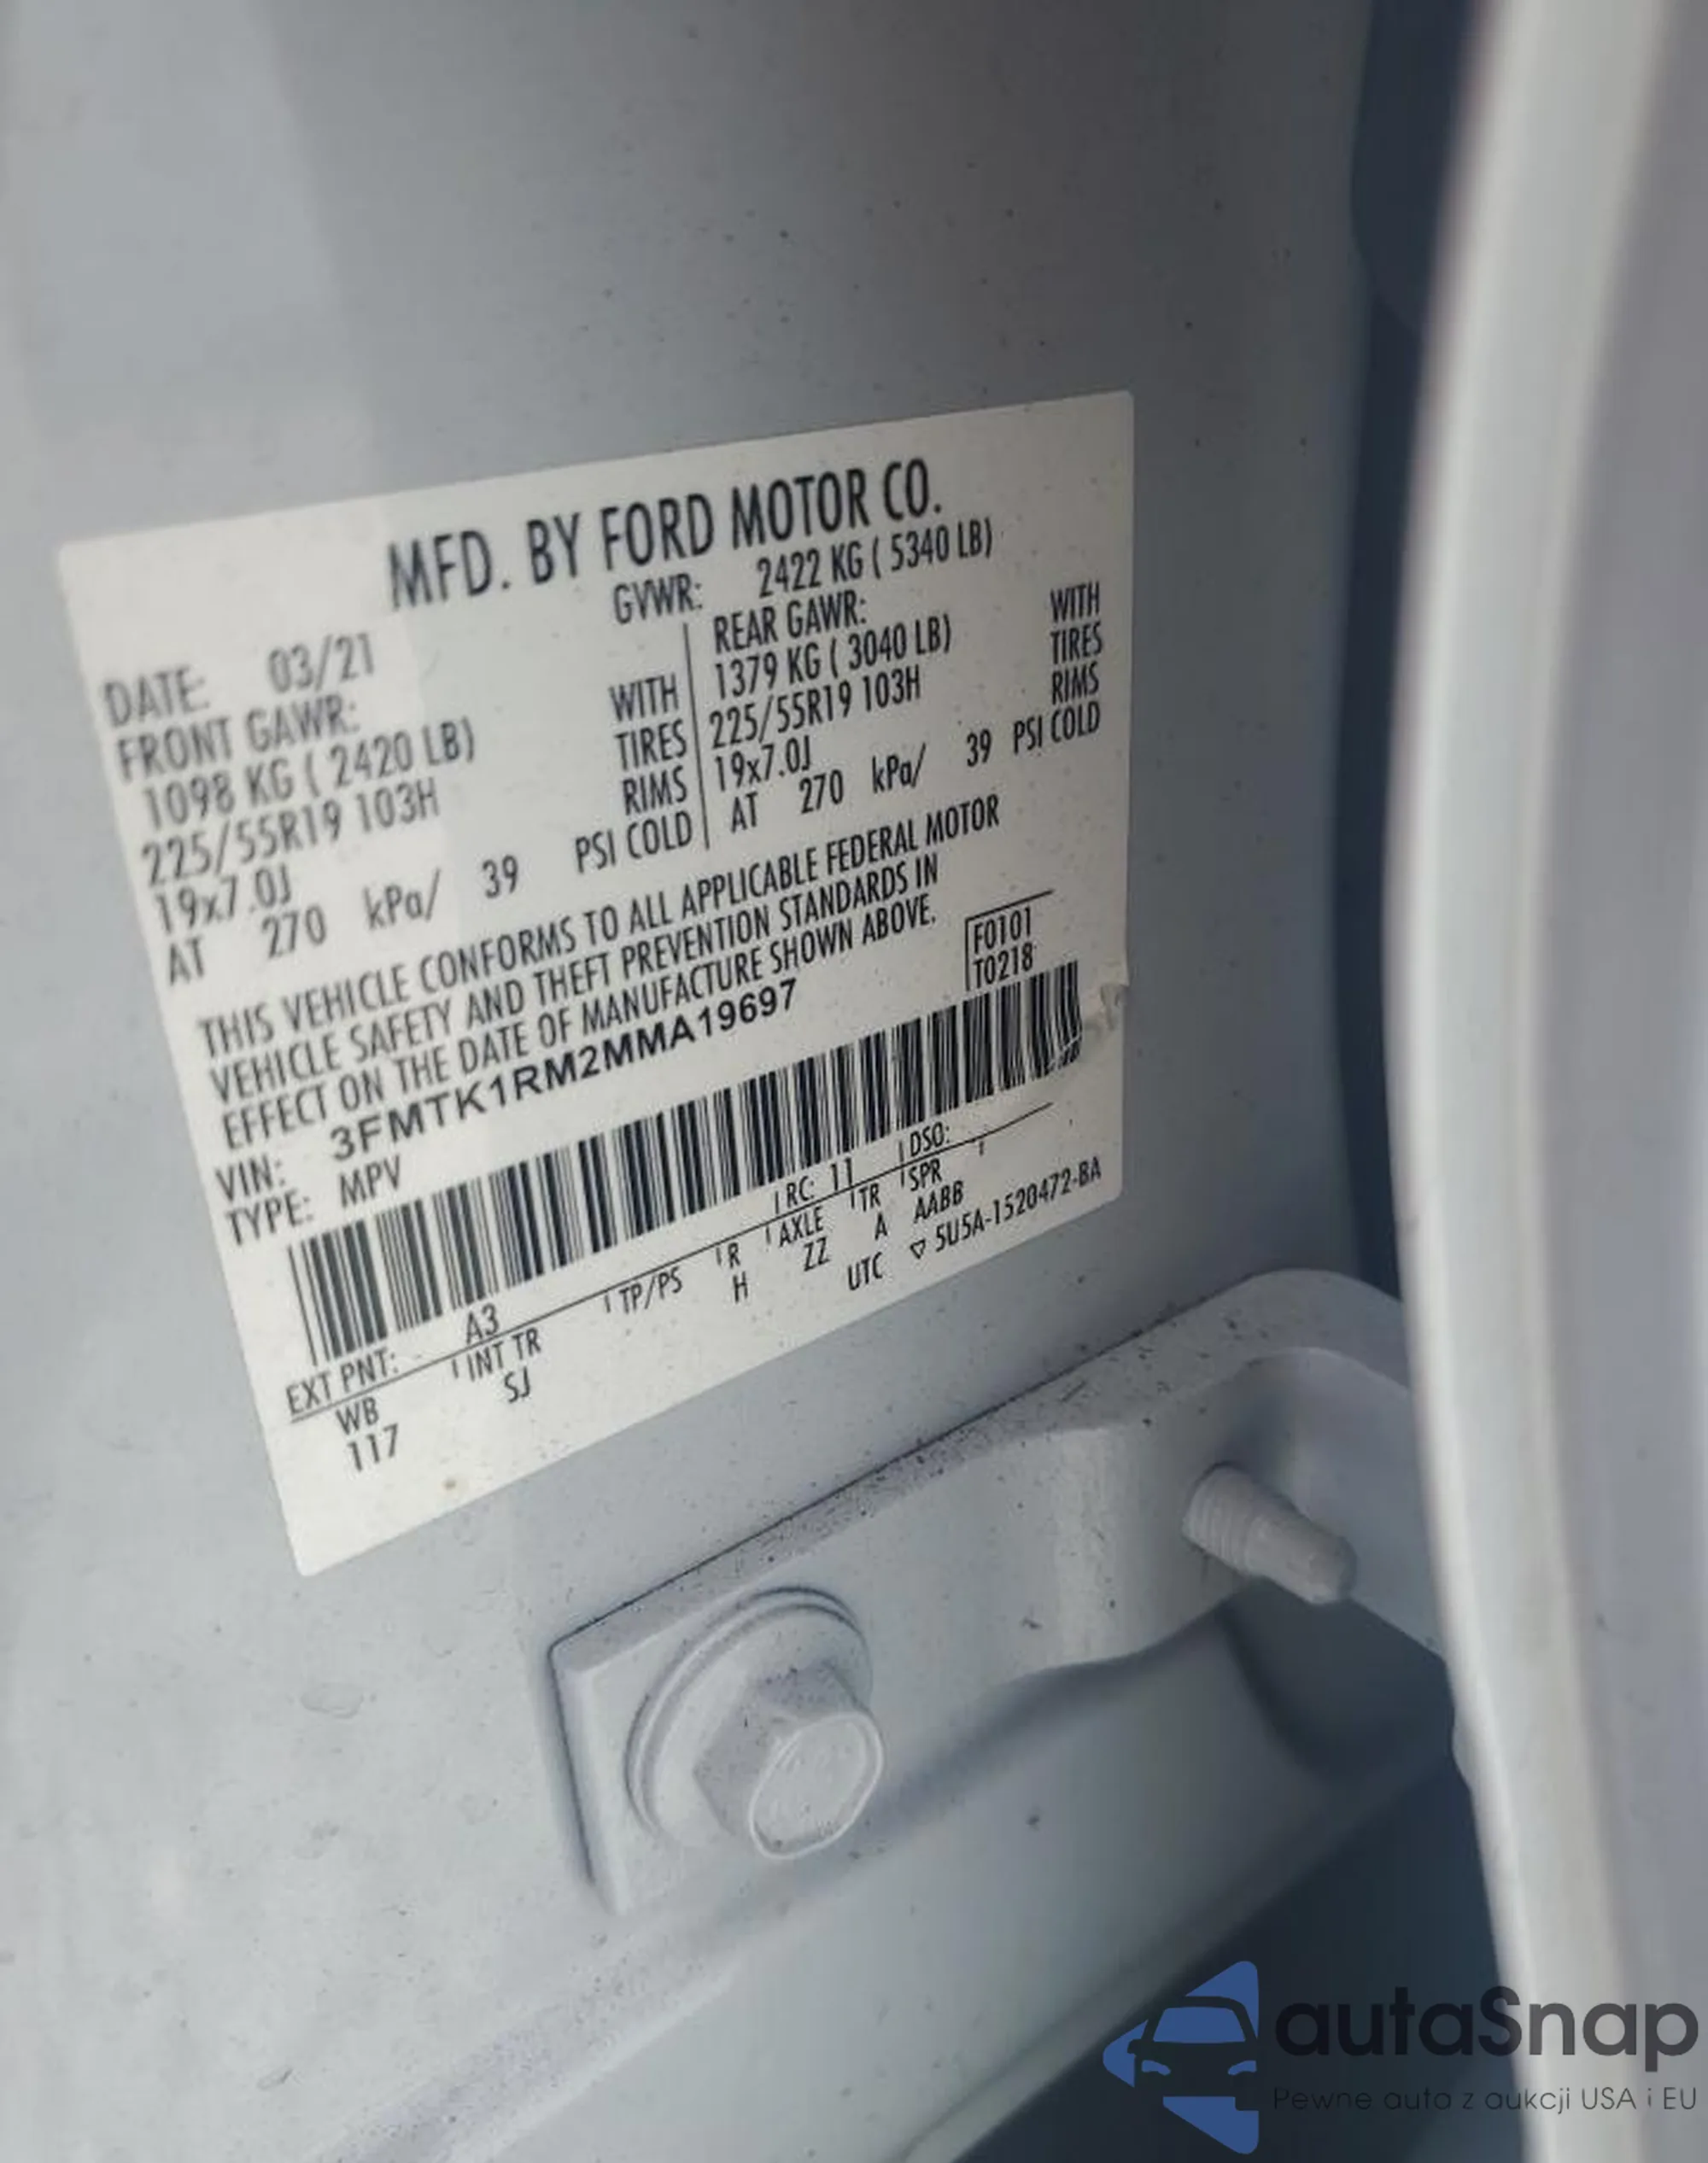 MFD. BY FORD MOTOR CO.
DATE: 03/21 GVWR: 2422 KG ( 5340 LB)
FRONT GAWR: REAR GAWR:
1098 KG ( 2420 LB) WITH 1379 KG ( 3040 LB) WITH
225/55R19 103H TIRES 225/55R19 103H TIRES
19x7.0J RIMS 19x7.0J RIMS
AT 270 kPa/ 39 PSI COLD AT 270 kPa/ 39 PSI COLD
THIS VEHICLE CONFORMS TO ALL APPLICABLE FEDERAL MOTOR
VEHICLE SAFETY AND THEFT PREVENTION STANDARDS IN
EFFECT ON THE DATE OF MANUFACTURE SHOWN ABOVE.
F0101
T0218
VIN: 3FMTK1RM2MMA19697
TYPE: MPV
EXT PNT: A3 RC: 11 DSO:
WB INT TR TP/PS R AXLE TR SPR
117 SJ H ZZ A AABB
UTC ▽ 5U5A-1520472-BA
autaSnap
Pewne auto z aukcji USA i EU